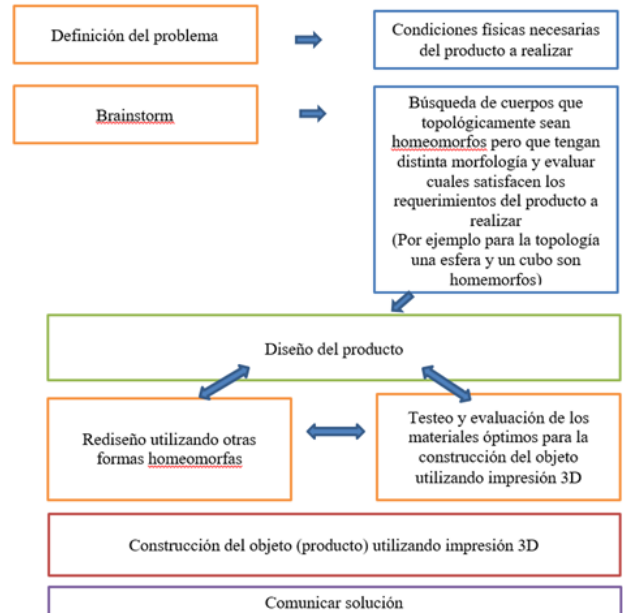 Definición del problema
Condiciones físicas necesarias
del producto a realizar
Brainstorm
Búsqueda de cuerpos que
topológicamente sean
homeomorfos pero que tengan
distinta morfología y evaluar
cuales satisfacen los
requerimientos del producto a
realizar
(Por ejemplo para la topología
una esfera y un cubo son
homemorfos)
Diseño del producto
Rediseño utilizando otras
formas homeomorfas
Testeo y evaluación de los
materiales óptimos para la
construcción del objeto
utilizando impresión 3D
Construcción del objeto (producto) utilizando impresión 3D
Comunicar solución